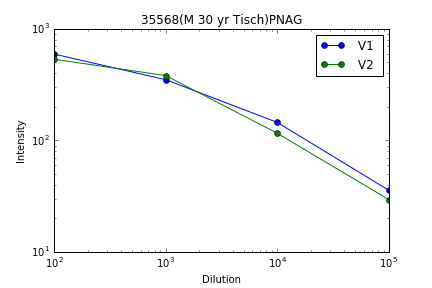 35568(M 30 yr Tisch)PNAG
10³
10²
10¹
Intensity
V1
V2
10² 10³ 10⁴ 10⁵
Dilution